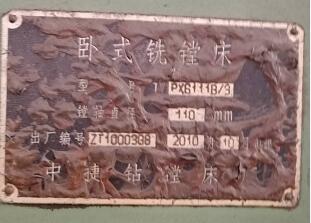 卧式铣镗床
型 号 PX6111B/3
镗轴直径 110 mm
出厂编号 ZT1000398 2010 年 10 月
中捷钻镗床厂